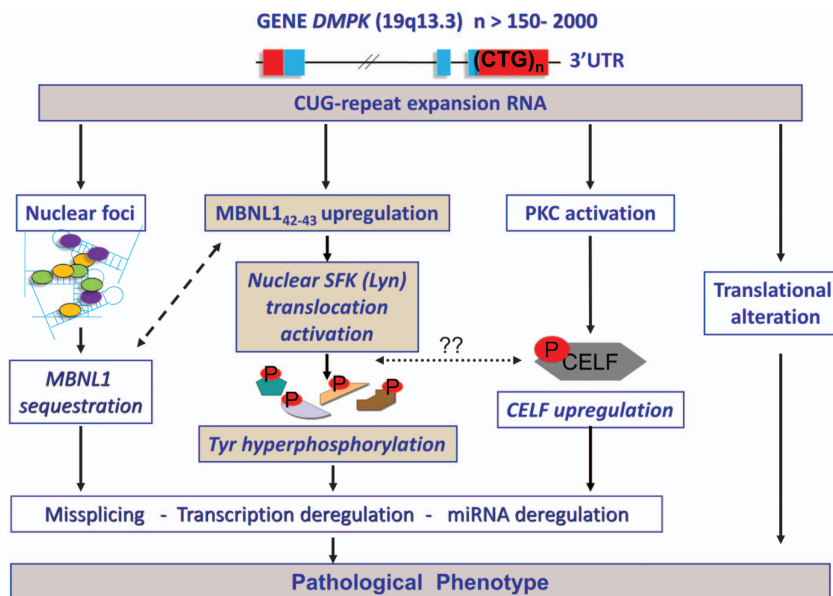 GENE DMPK (19q13.3) n > 150- 2000
(CTG)n 3’UTR
CUG-repeat expansion RNA
Nuclear foci
MBNL142-43 upregulation
PKC activation
Nuclear SFK (Lyn)
translocation
activation
Translational
alteration
??
P
CELF
MBNL1
sequestration
P
P
P
P
CELF upregulation
Tyr hyperphosphorylation
Missplicing - Transcription deregulation - miRNA deregulation
Pathological Phenotype